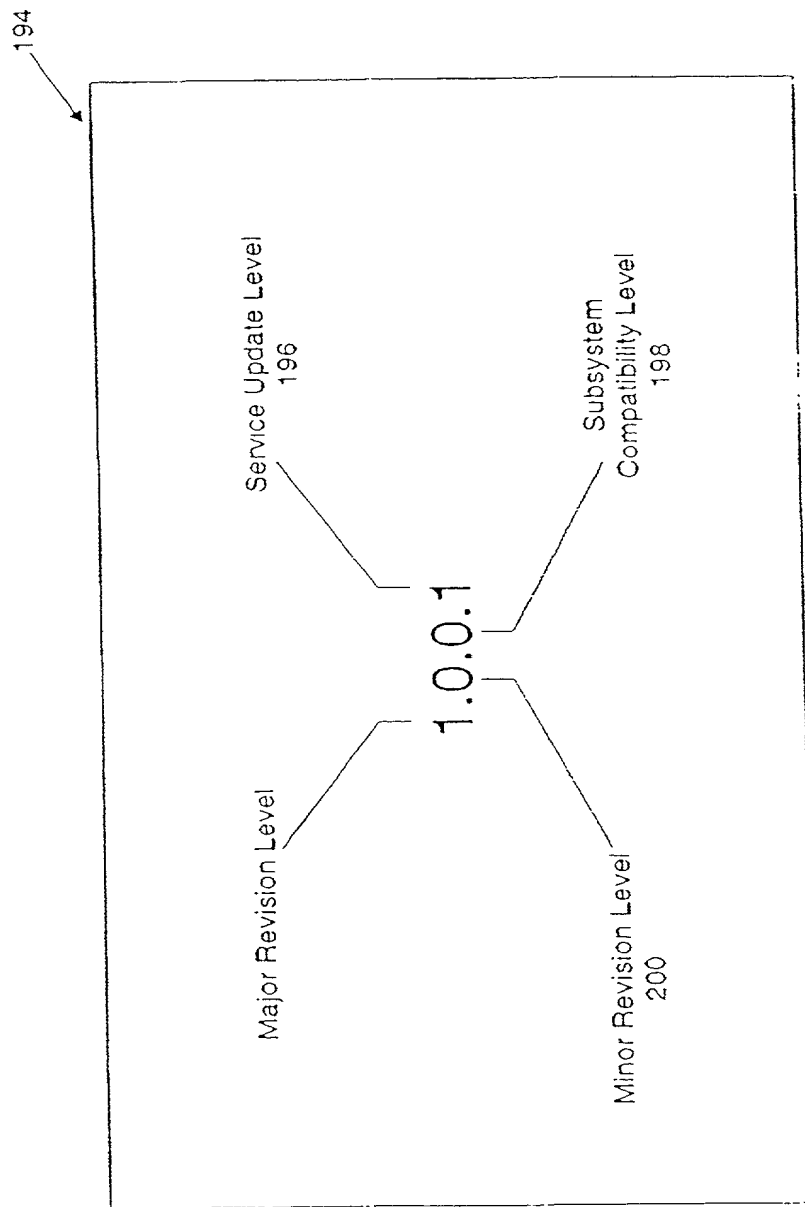 194
Major Revision Level
Service Update Level
196
1.0.0.1
Minor Revision Level
200
Subsystem
Compatibility Level
198